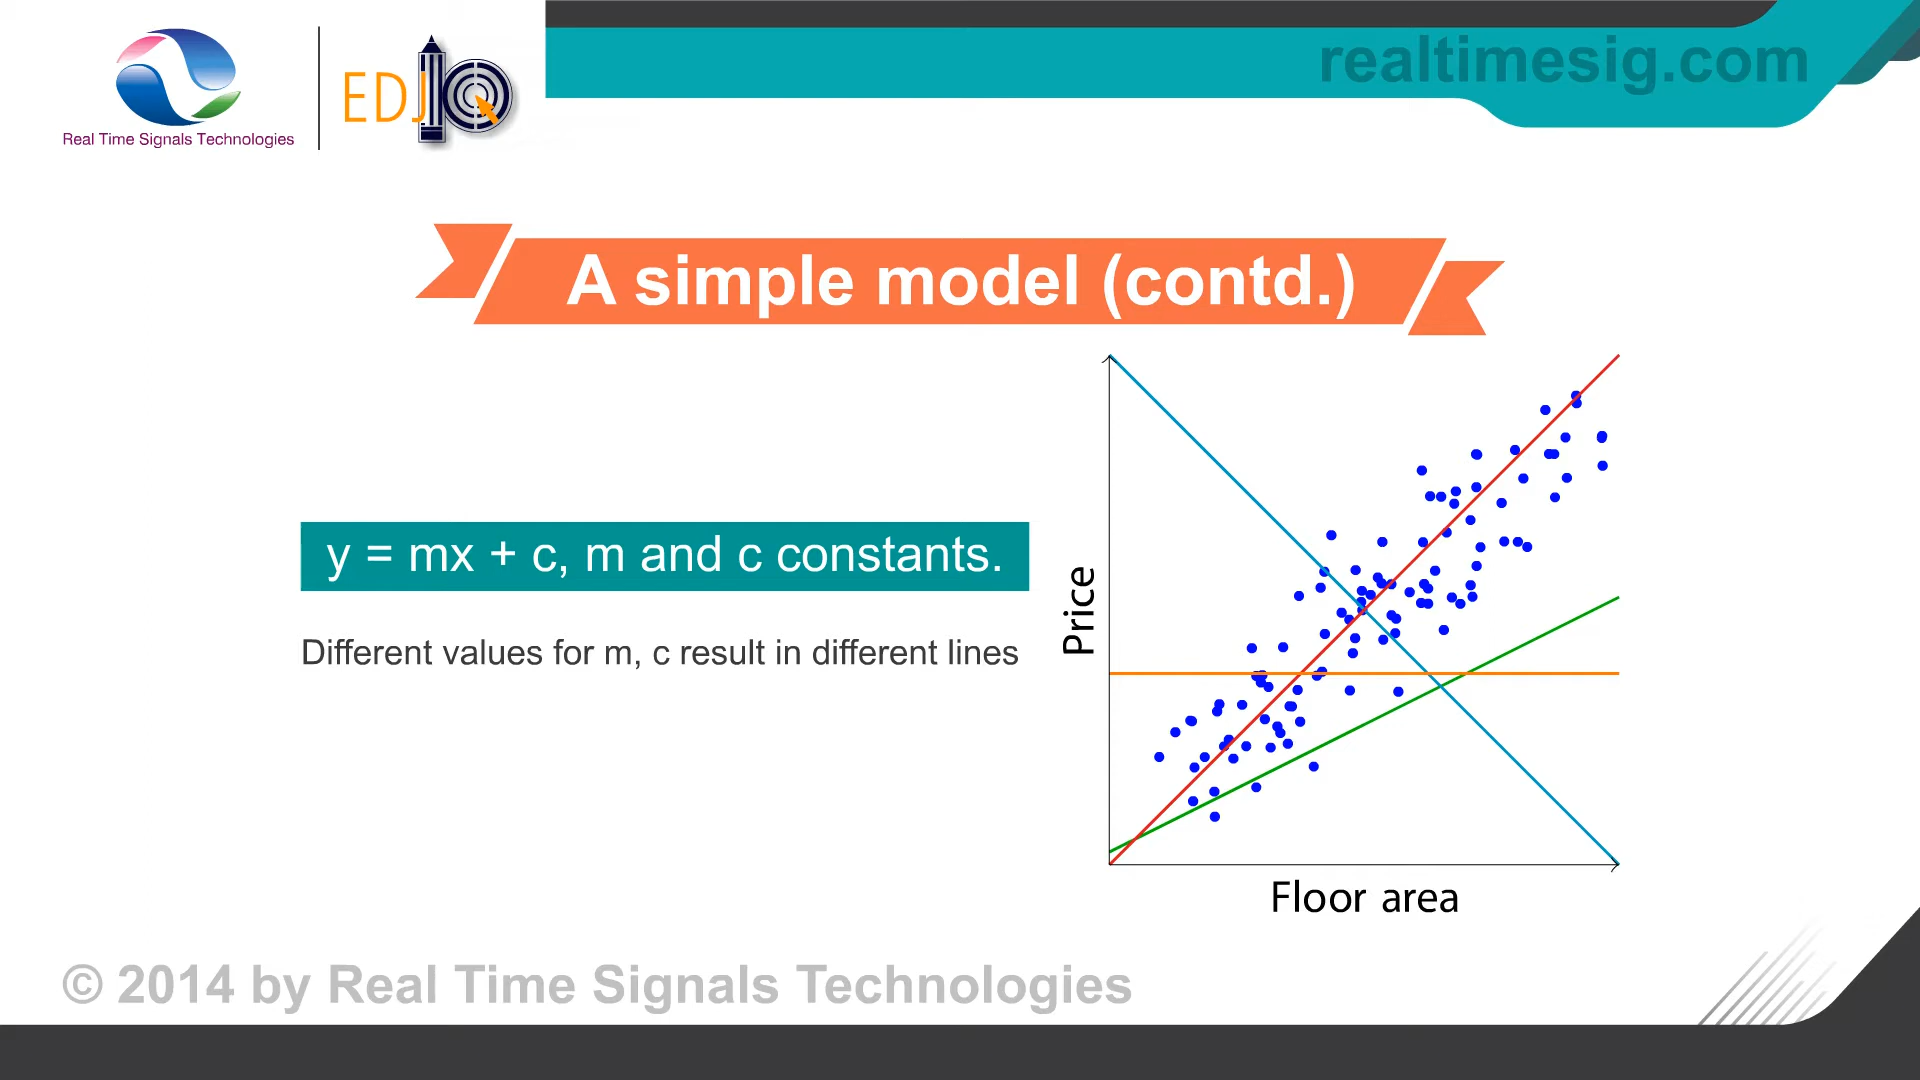 realtimesig.com
EDJ
Real Time Signals Technologies
A simple model (contd.)
y = mx + c, m and c constants.
Different values for m, c result in different lines
Price
Floor area
© 2014 by Real Time Signals Technologies